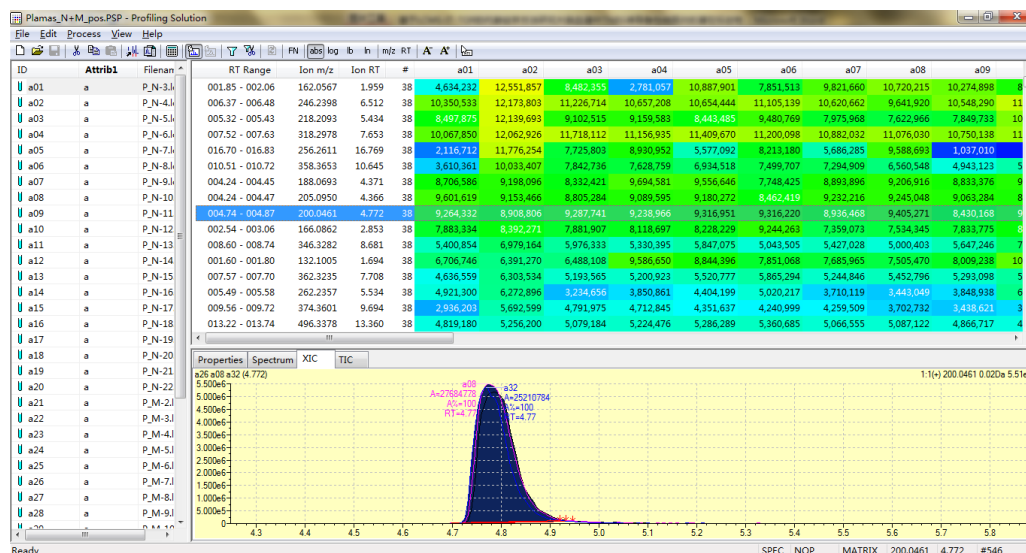 Plamas_N+M_pos.PSP - Profiling Solution
File Edit Process View Help
FN abs log lb ln m/z RT A A
ID Attrib1 Filenam RT Range Ion m/z Ion RT # a01 a02 a03 a04 a05 a06 a07 a08 a09
a01 a P_N-3.l 001.85 - 002.06 162.0567 1.959 38 4,634,232 12,551,857 8,482,355 2,781,057 10,887,901 7,851,513 9,821,660 10,720,215 10,274,898 8
a02 a P_N-4.l 006.37 - 006.48 246.2398 6.512 38 10,350,533 12,173,803 11,226,714 10,657,208 10,654,444 11,105,139 10,620,662 9,641,920 10,548,290 11
a03 a P_N-5.l 005.32 - 005.43 218.2093 5.434 38 8,497,875 12,139,693 9,102,515 9,159,583 8,443,485 9,480,769 7,975,968 7,622,966 7,849,733 10
a04 a P_N-6.l 007.52 - 007.63 318.2978 7.653 38 10,067,850 12,062,926 11,718,112 11,156,935 11,409,670 11,200,098 10,882,032 11,076,030 10,750,138 11
a05 a P_N-7.l 016.70 - 016.83 256.2611 16.769 38 2,116,712 11,776,254 7,725,803 8,930,952 5,577,092 8,213,180 5,686,285 9,588,693 1,037,010
a06 a P_N-8.l 010.51 - 010.72 358.3653 10.645 38 3,610,361 10,033,407 7,842,736 7,628,759 6,934,518 7,499,707 7,294,909 6,560,548 4,943,123 5
a07 a P_N-9.l 004.24 - 004.45 188.0693 4.371 38 8,706,586 9,198,096 8,332,421 9,694,581 9,556,646 7,748,425 8,893,896 9,206,916 8,833,376 9
a08 a P_N-10 004.24 - 004.47 205.0950 4.366 38 9,601,619 9,153,466 8,805,284 9,089,595 9,180,272 8,462,419 9,232,216 9,245,048 9,063,284 8
a09 a P_N-11 004.74 - 004.87 200.0461 4.772 38 9,264,332 8,908,806 9,287,741 9,238,966 9,316,951 9,316,220 8,936,468 9,405,271 8,430,168 9
a10 a P_N-12 002.54 - 003.06 166.0862 2.853 38 7,883,334 8,392,271 7,881,907 8,118,697 8,228,229 9,244,263 7,359,073 7,534,345 7,833,775 8
a11 a P_N-13 008.60 - 008.74 346.3282 8.681 38 5,400,854 6,979,164 5,976,333 5,330,395 5,847,075 5,043,505 5,427,028 5,000,403 5,647,246 7
a12 a P_N-14 001.60 - 001.80 132.1005 1.694 38 6,706,746 6,391,270 6,488,108 9,586,650 8,844,396 7,851,068 7,685,965 7,505,470 8,009,238 10
a13 a P_N-15 007.57 - 007.70 362.3235 7.708 38 4,636,559 6,303,534 5,193,565 5,200,923 5,520,777 5,865,294 5,244,846 5,452,796 5,293,098 5
a14 a P_N-16 005.49 - 005.58 262.2357 5.534 38 4,921,300 6,272,896 3,234,656 3,850,861 4,404,199 5,020,217 3,710,119 3,443,049 3,848,938 6
a15 a P_N-17 009.56 - 009.72 374.3601 9.694 38 2,936,203 5,692,599 4,791,975 4,712,845 4,351,637 4,240,999 4,259,509 3,702,732 3,438,621 3
a16 a P_N-18 013.22 - 013.74 496.3378 13.360 38 4,819,180 5,256,200 5,079,184 5,224,476 5,286,289 5,360,685 5,066,555 5,087,122 4,866,717 4
a17 a P_N-19
a18 a P_N-20
a19 a P_N-21
a20 a P_N-22
a21 a P_M-2.l
a22 a P_M-3.l
a23 a P_M-4.l
a24 a P_M-5.l
a25 a P_M-6.l
a26 a P_M-7.l
a27 a P_M-8.l
a28 a P_M-9.l
Properties Spectrum XIC TIC
a26 a08 a32 (4.772) 1:1(+) 200.0461 0.02Da 5.51e
5.500e6
5.000e6
4.500e6
4.000e6
3.500e6
3.000e6
2.500e6
2.000e6
1.500e6
1.000e6
5.000e5
0
a08
A=27684778
A%=100
RT=4.77
a32
A=25210784
A%=100
RT=4.77
4.3 4.4 4.5 4.6 4.7 4.8 4.9 5.0 5.1 5.2 5.3 5.4 5.5 5.6 5.7 5.8
Ready SPEC NOP MATRIX 200.0461 4.772 #546